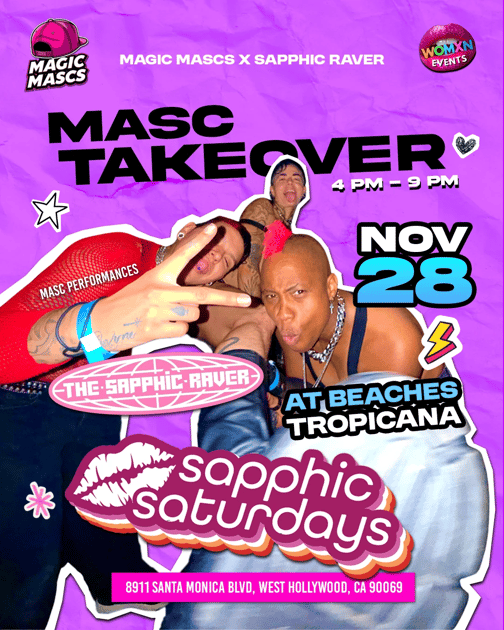 MAGIC
MASCS
MAGIC MASCS X SAPPHIC RAVER
WOMXN
EVENTS
MASC
TAKEOVER
4 PM – 9 PM
NOV
28
MASC PERFORMANCES
THE·SAPPHIC·RAVER
AT BEACHES
TROPICANA
sapphic
saturdays
8911 SANTA MONICA BLVD, WEST HOLLYWOOD, CA 90069